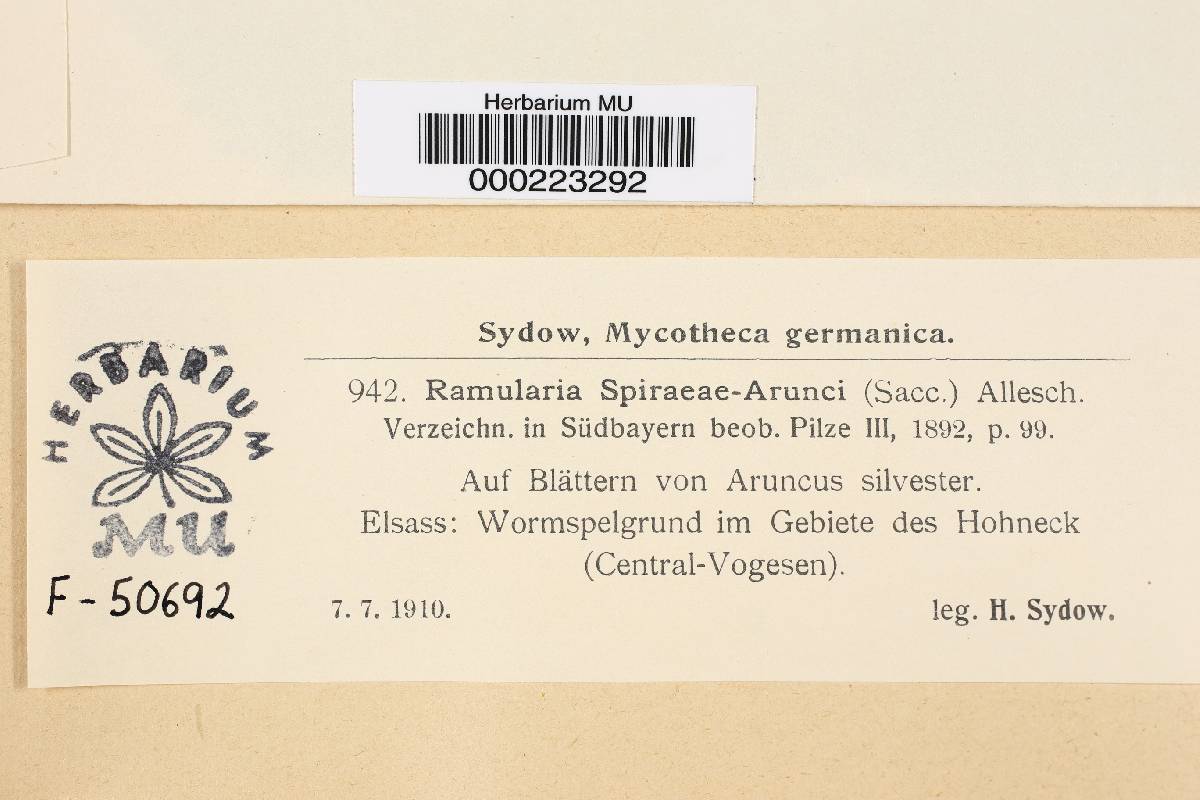 Herbarium MU
000223292
Sydow, Mycotheca germanica.
942. Ramularia Spiraeae-Arunci (Sacc.) Allesch.
Verzeichn. in Südbayern beob. Pilze III, 1892, p. 99.
Auf Blättern von Aruncus silvester.
Elsass: Wormspelgrund im Gebiete des Hohneck
(Central-Vogesen).
7. 7. 1910. leg. H. Sydow.
HERBARIUM
MU
F-50692